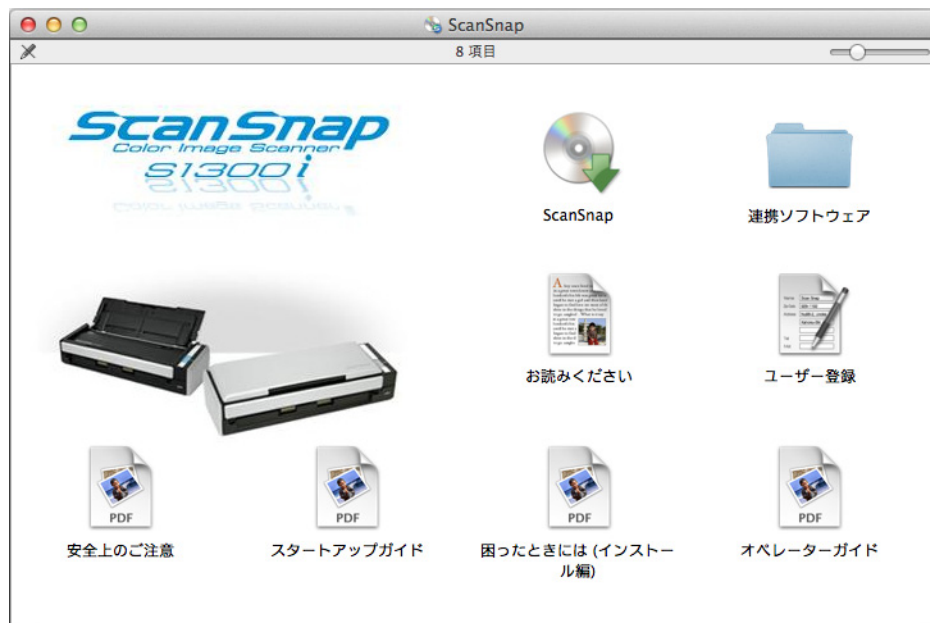 ScanSnap
8 項目
ScanSnap
Color Image Scanner
S1300i
ScanSnap
連携ソフトウェア
お読みください
ユーザー登録
PDF
PDF
PDF
PDF
安全上のご注意
スタートアップガイド
困ったときには (インストー
ル編)
オペレーターガイド